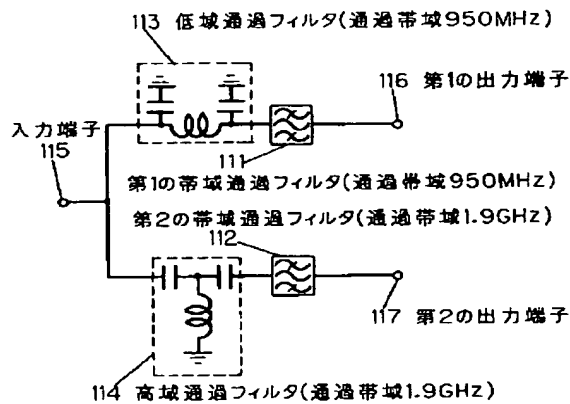 113 低域通過フィルタ(通過帯域950MHz)
116 第1の出力端子
入力端子
115
111
第1の帯域通過フィルタ(通過帯域950MHz)
第2の帯域通過フィルタ(通過帯域1.9GHz)
112
117 第2の出力端子
114 高域通過フィルタ(通過帯域1.9GHz)